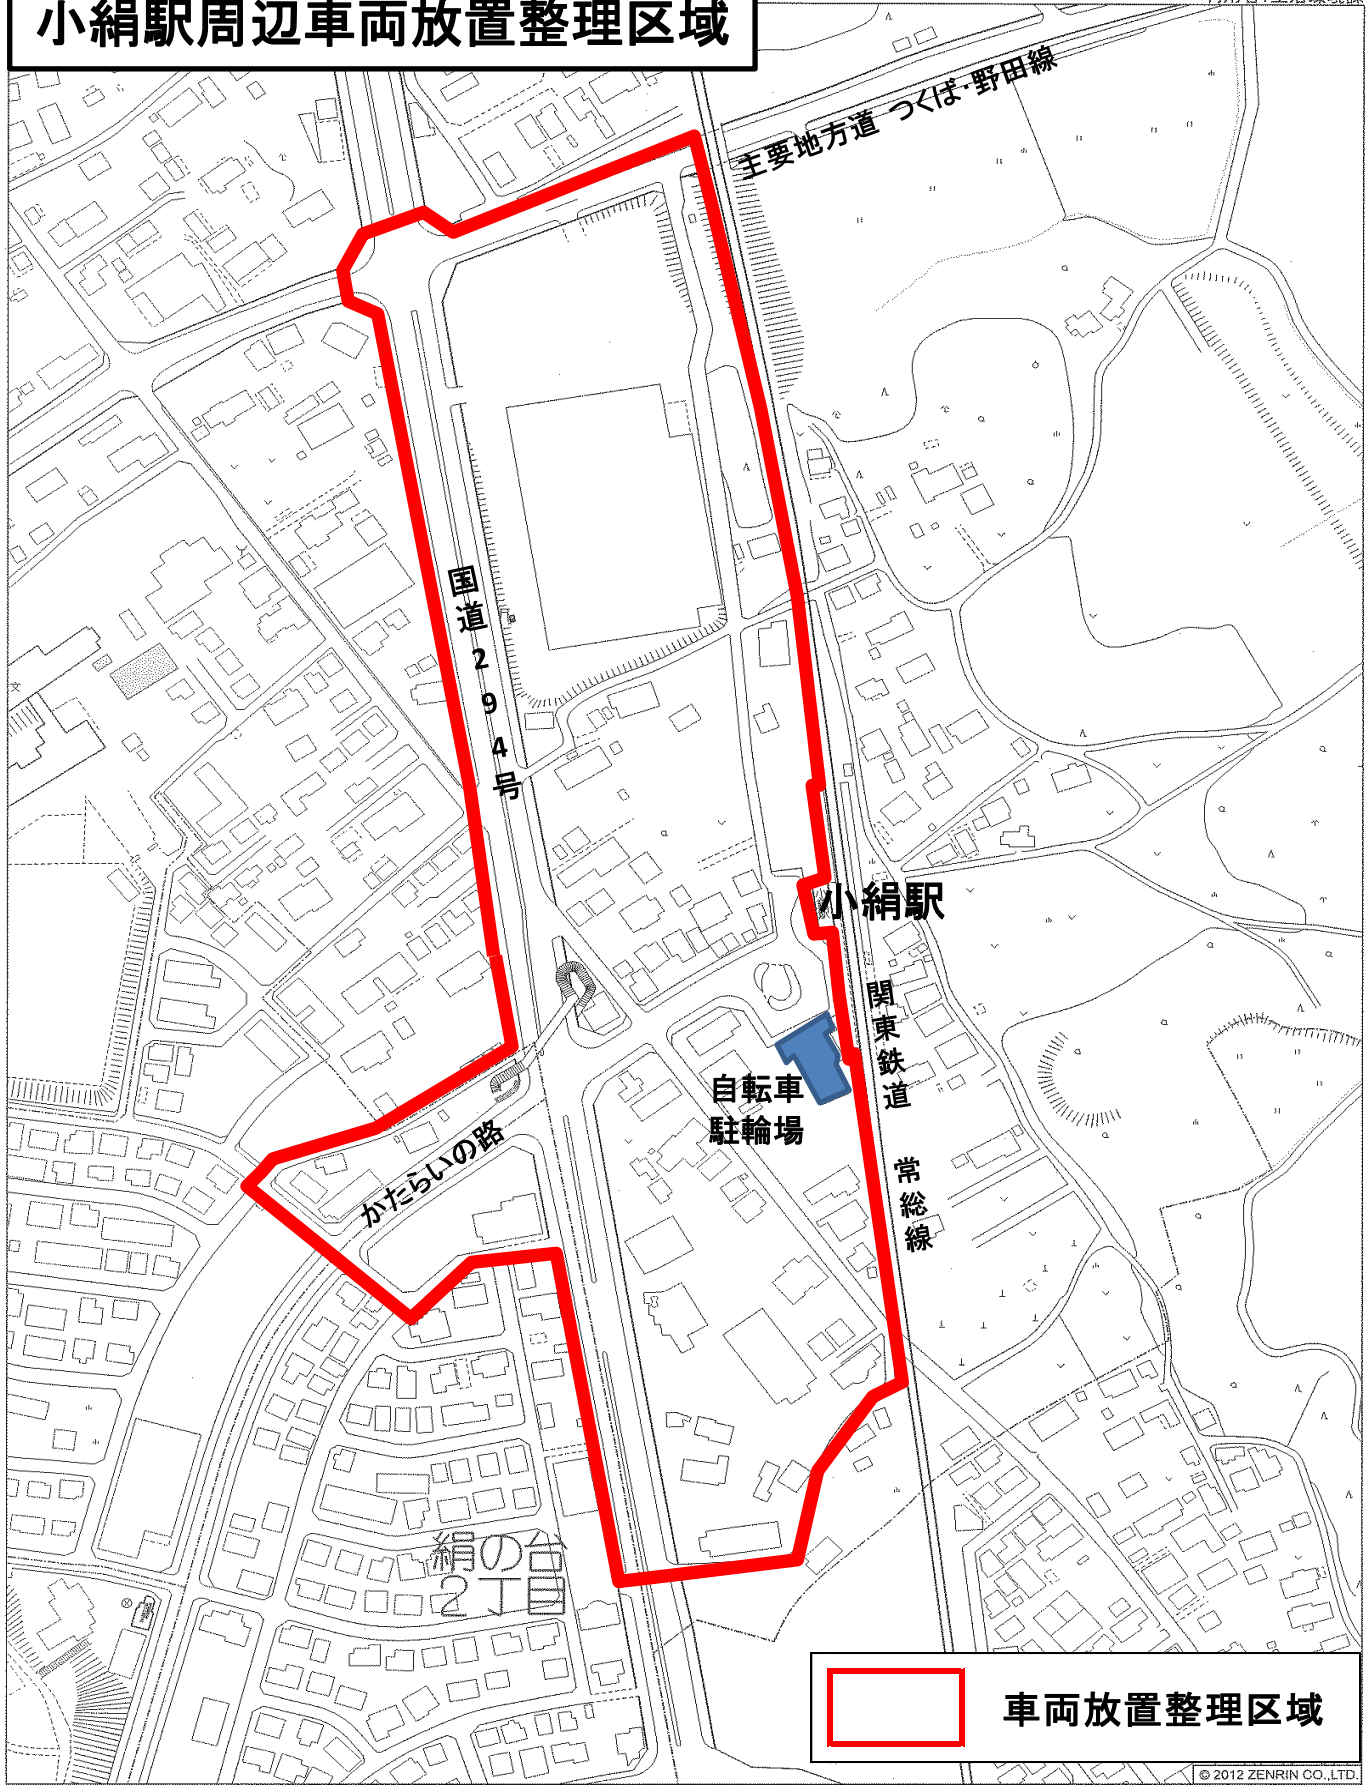 小絹駅周辺車両放置整理区域
主要地方道 つくば・野田線
国道294号
小絹駅
関東鉄道 常総線
自転車
駐輪場
かたらいの路
絹の台
2丁目
車両放置整理区域
© 2012 ZENRIN CO.,LTD.